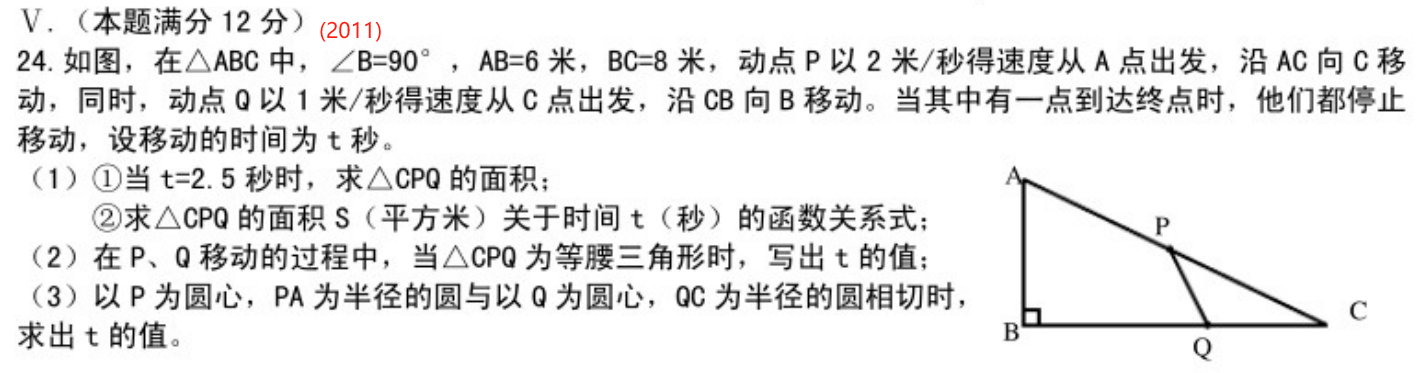 Ⅴ.（本题满分 12 分）(2011)
24. 如图，在△ABC 中，∠B=90°，AB=6 米，BC=8 米，动点 P 以 2 米/秒得速度从 A 点出发，沿 AC 向 C 移
动，同时，动点 Q 以 1 米/秒得速度从 C 点出发，沿 CB 向 B 移动。当其中有一点到达终点时，他们都停止
移动，设移动的时间为 t 秒。
（1）①当 t=2.5 秒时，求△CPQ 的面积；
②求△CPQ 的面积 S（平方米）关于时间 t（秒）的函数关系式；
（2）在 P、Q 移动的过程中，当△CPQ 为等腰三角形时，写出 t 的值；
（3）以 P 为圆心，PA 为半径的圆与以 Q 为圆心，QC 为半径的圆相切时，
求出 t 的值。
A
P
C
B
Q